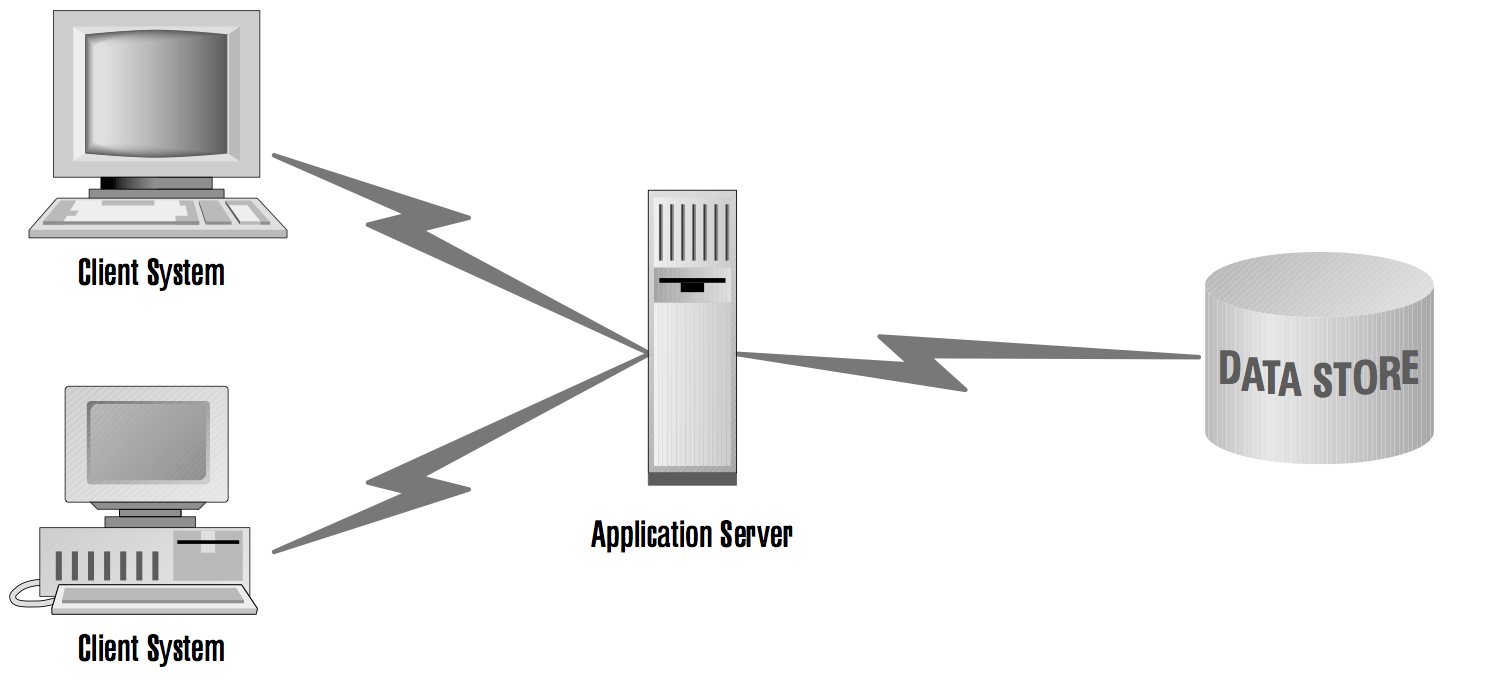 Client System
Application Server
DATA STORE
Client System